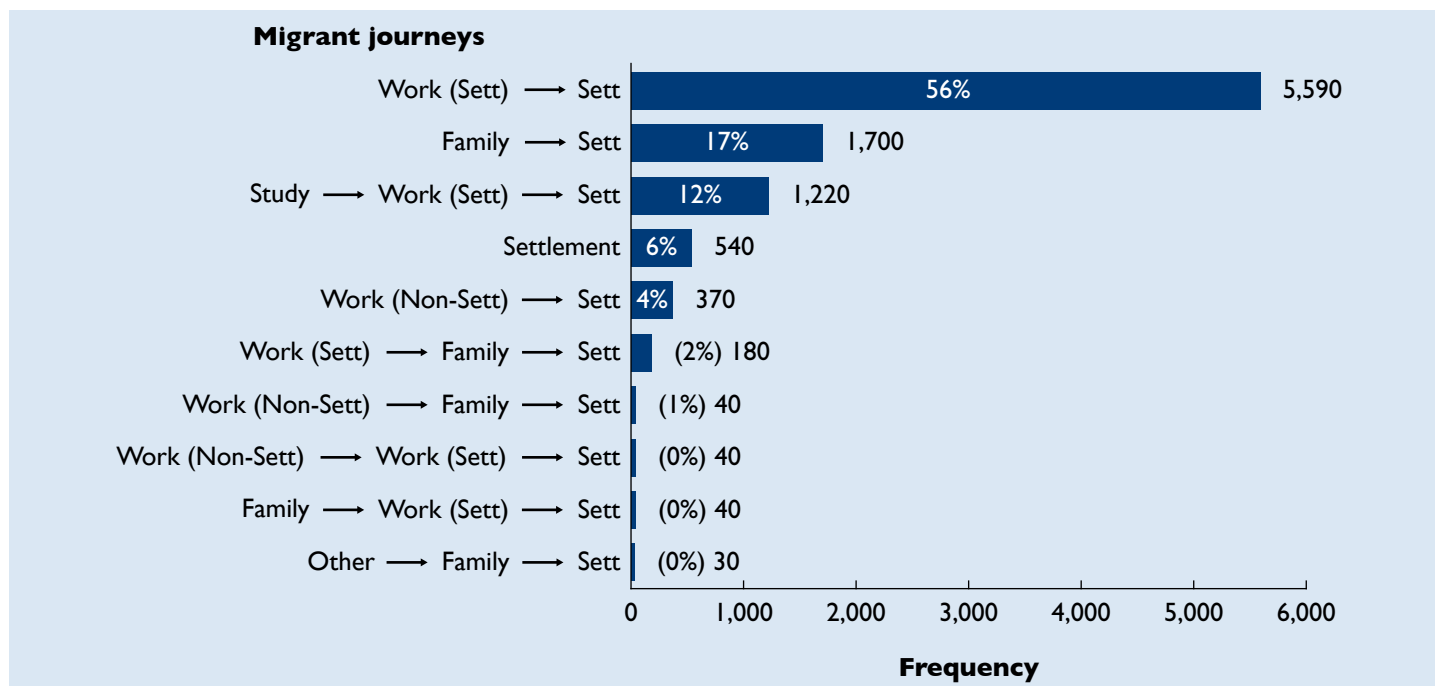 Migrant journeys
Work (Sett) → Sett 56% 5,590
Family → Sett 17% 1,700
Study → Work (Sett) → Sett 12% 1,220
Settlement 6% 540
Work (Non-Sett) → Sett 4% 370
Work (Sett) → Family → Sett (2%) 180
Work (Non-Sett) → Family → Sett (1%) 40
Work (Non-Sett) → Work (Sett) → Sett (0%) 40
Family → Work (Sett) → Sett (0%) 40
Other → Family → Sett (0%) 30
0 1,000 2,000 3,000 4,000 5,000 6,000
Frequency